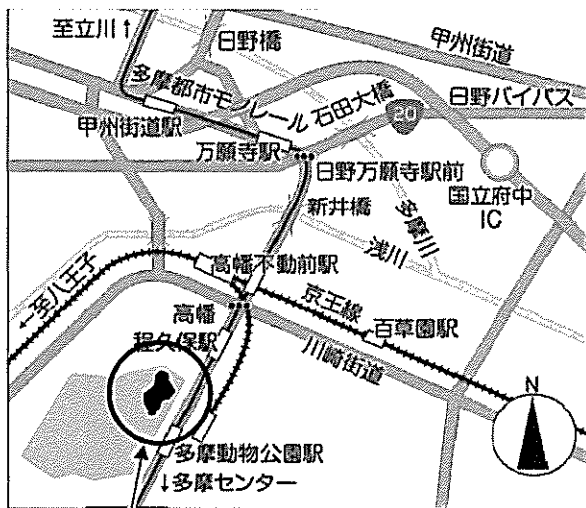 至立川↑
日野橋
甲州街道
多摩都市モンレール
石田大橋
20
日野バイパス
甲州街道駅
万願寺駅
日野万願寺駅前
国立府中
IC
新井橋
多摩川
浅川
高幡不動前駅
←至八王子
高幡
京王線
百草園駅
程久保駅
川崎街道
N
多摩動物公園駅
↓多摩センター